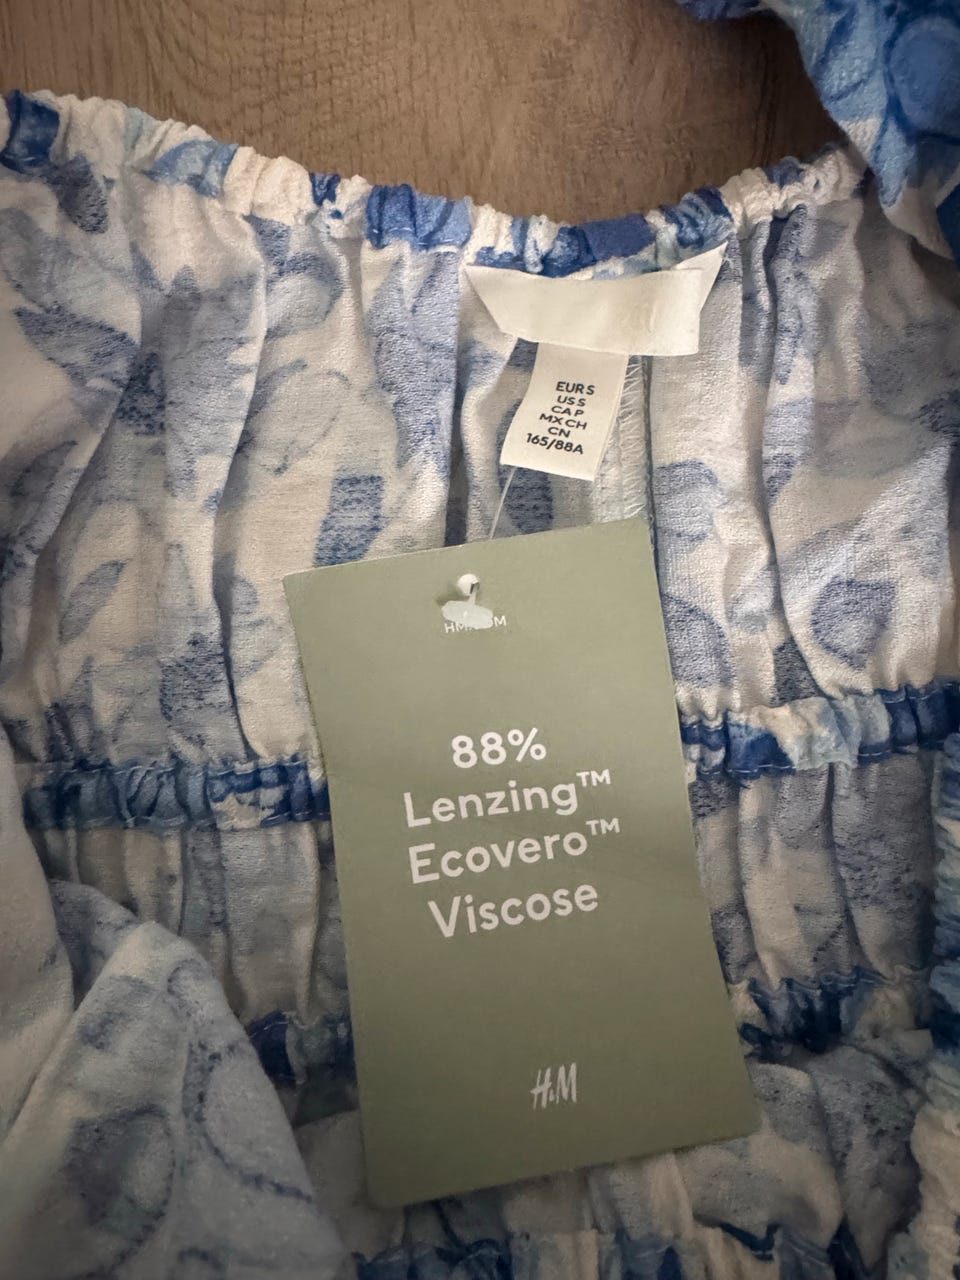 EUR S
US S
CA P
MX CH
CN
165/88A
88%
Lenzing™
Ecovero™
Viscose
H&M